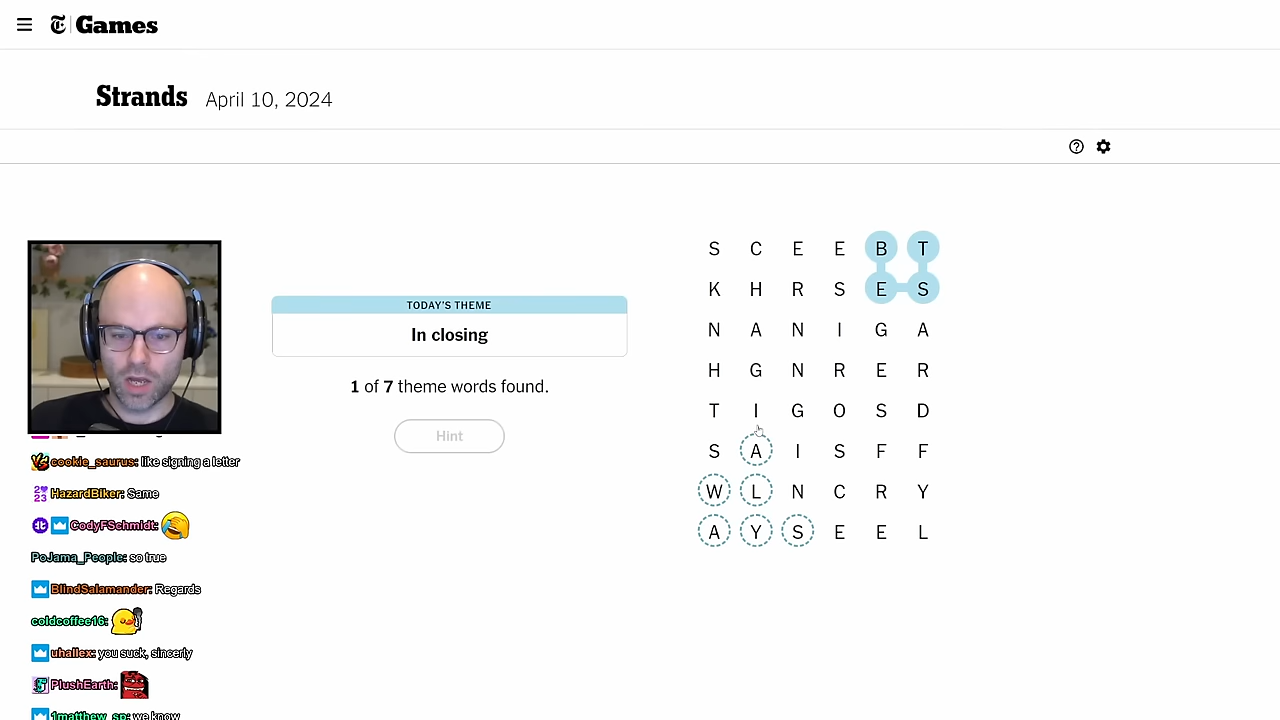 Games
Strands April 10, 2024
TODAY'S THEME
In closing
1 of 7 theme words found.
Hint
S C E E B T
K H R S E S
N A N I G A
H G N R E R
T I G O S D
S A I S F F
W L N C R Y
A Y S E E L
cookie_saurus: like signing a letter
HazardBiker: Same
CodyFSchmidt:
PoJama_People: so true
BlindSalamander: Regards
coldcoffee16:
uhallex: you suck, sincerly
PlushEarth:
1matthew_sp: we know